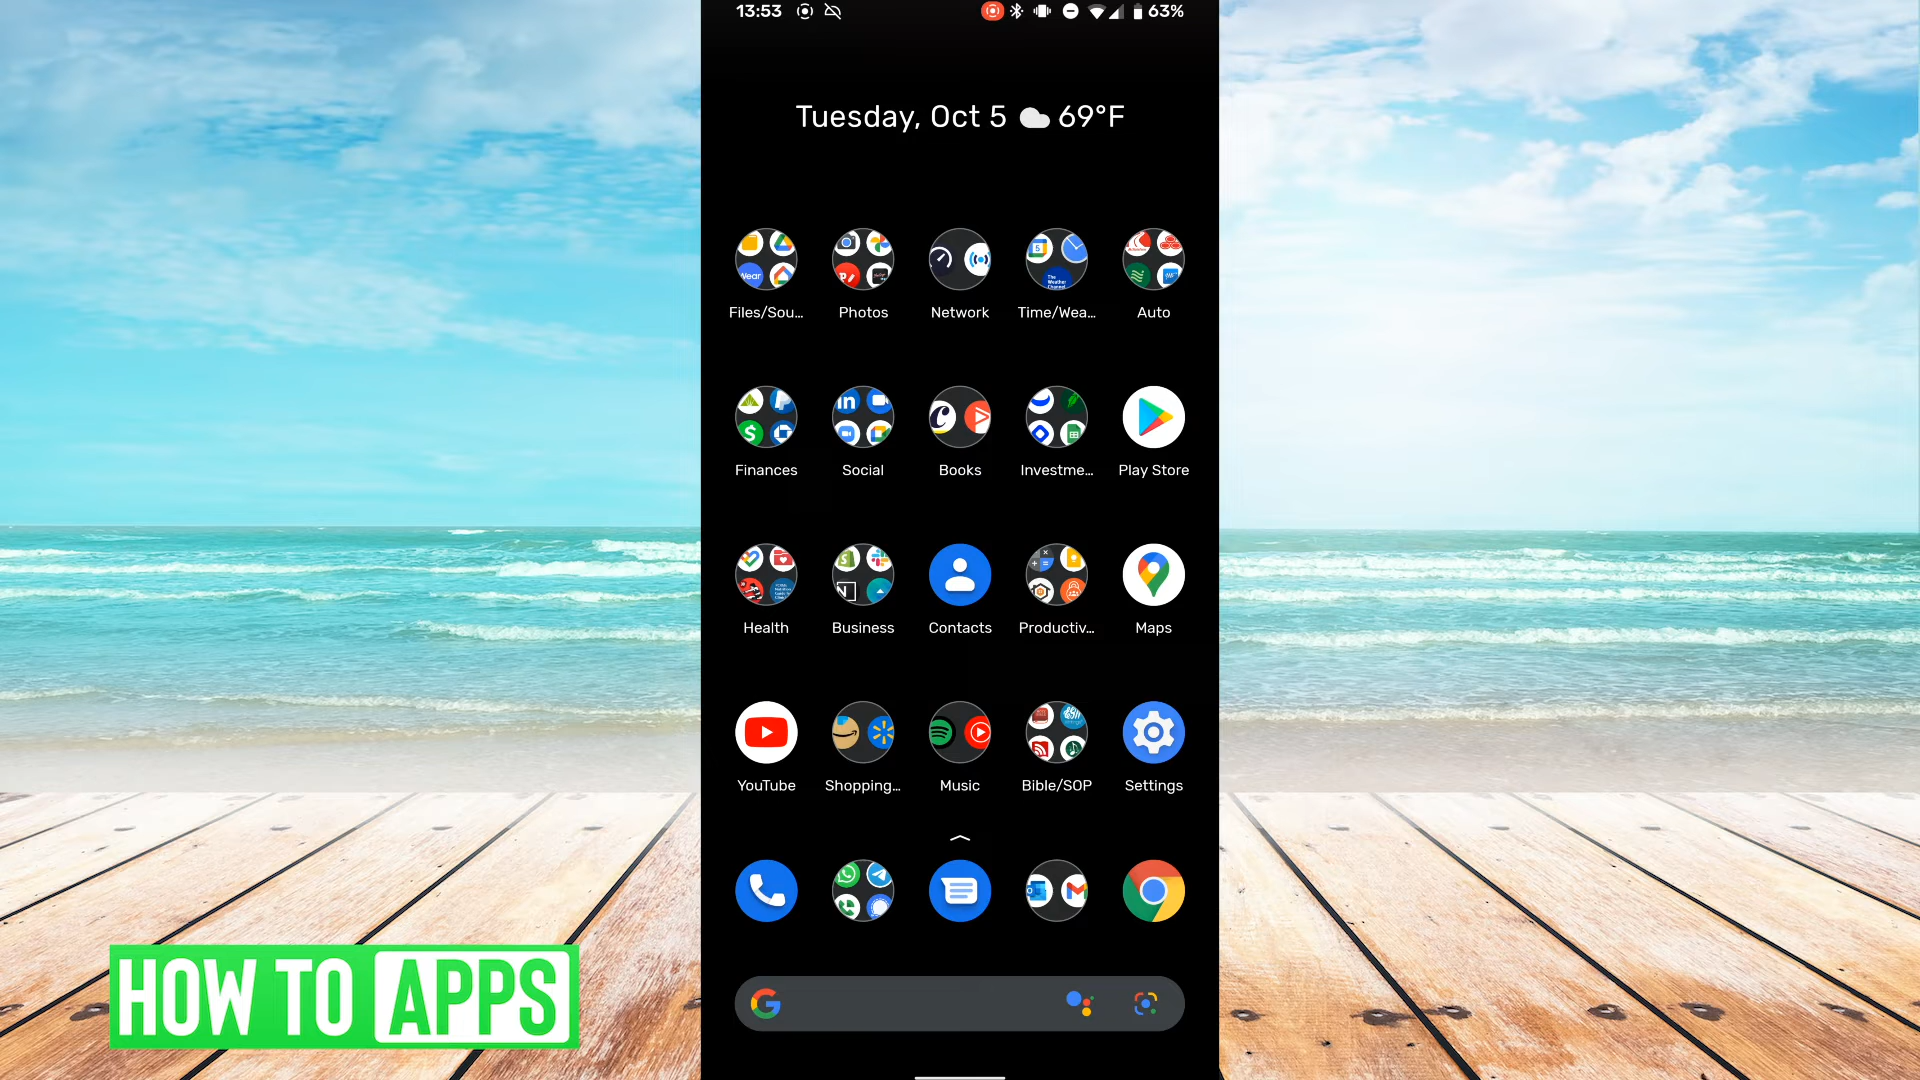 13:53 63%
Tuesday, Oct 5 69°F
Files/Sou... Photos Network Time/Wea... Auto
Finances Social Books Investme... Play Store
Health Business Contacts Productiv... Maps
YouTube Shopping... Music Bible/SOP Settings
HOW TO APPS